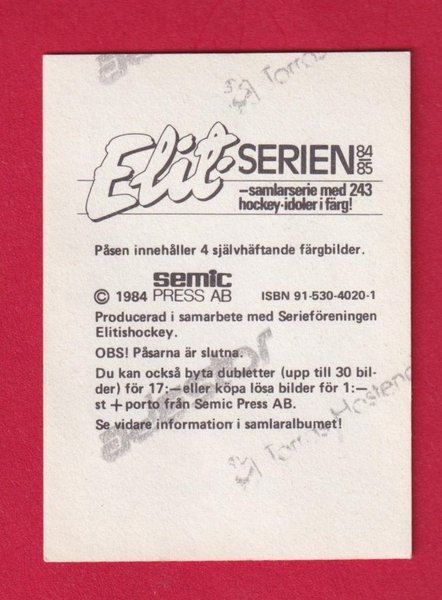 Elit-SERIEN 84-85
–samlarserie med 243
hockey-idoler i färg!
Påsen innehåller 4 självhäftande färgbilder.
semic
© 1984 PRESS AB ISBN 91-530-4020-1
Producerad i samarbete med Serieföreningen
Elitishockey.
OBS! Påsarna är slutna.
Du kan också byta dubletter (upp till 30 bil-
der) för 17:–eller köpa lösa bilder för 1:–
st + porto från Semic Press AB.
Se vidare information i samlaralbumet!